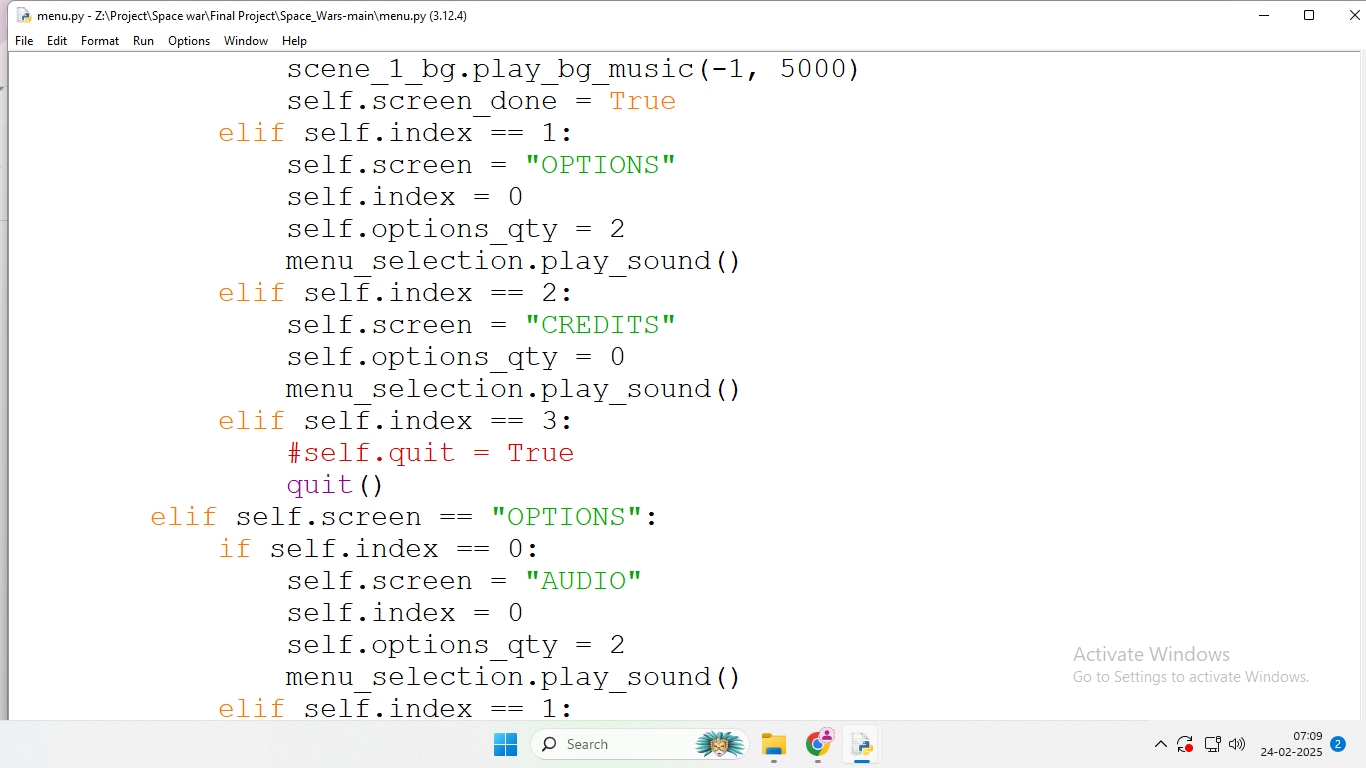 menu.py - Z:\Project\Space war\Final Project\Space_Wars-main\menu.py (3.12.4)
File Edit Format Run Options Window Help
scene_1_bg.play_bg_music(-1, 5000)
self.screen_done = True
elif self.index == 1:
self.screen = "OPTIONS"
self.index = 0
self.options_qty = 2
menu_selection.play_sound()
elif self.index == 2:
self.screen = "CREDITS"
self.options_qty = 0
menu_selection.play_sound()
elif self.index == 3:
#self.quit = True
quit()
elif self.screen == "OPTIONS":
if self.index == 0:
self.screen = "AUDIO"
self.index = 0
self.options_qty = 2
menu_selection.play_sound()
elif self.index == 1:
Activate Windows
Go to Settings to activate Windows.
Search
07:09
24-02-2025
2